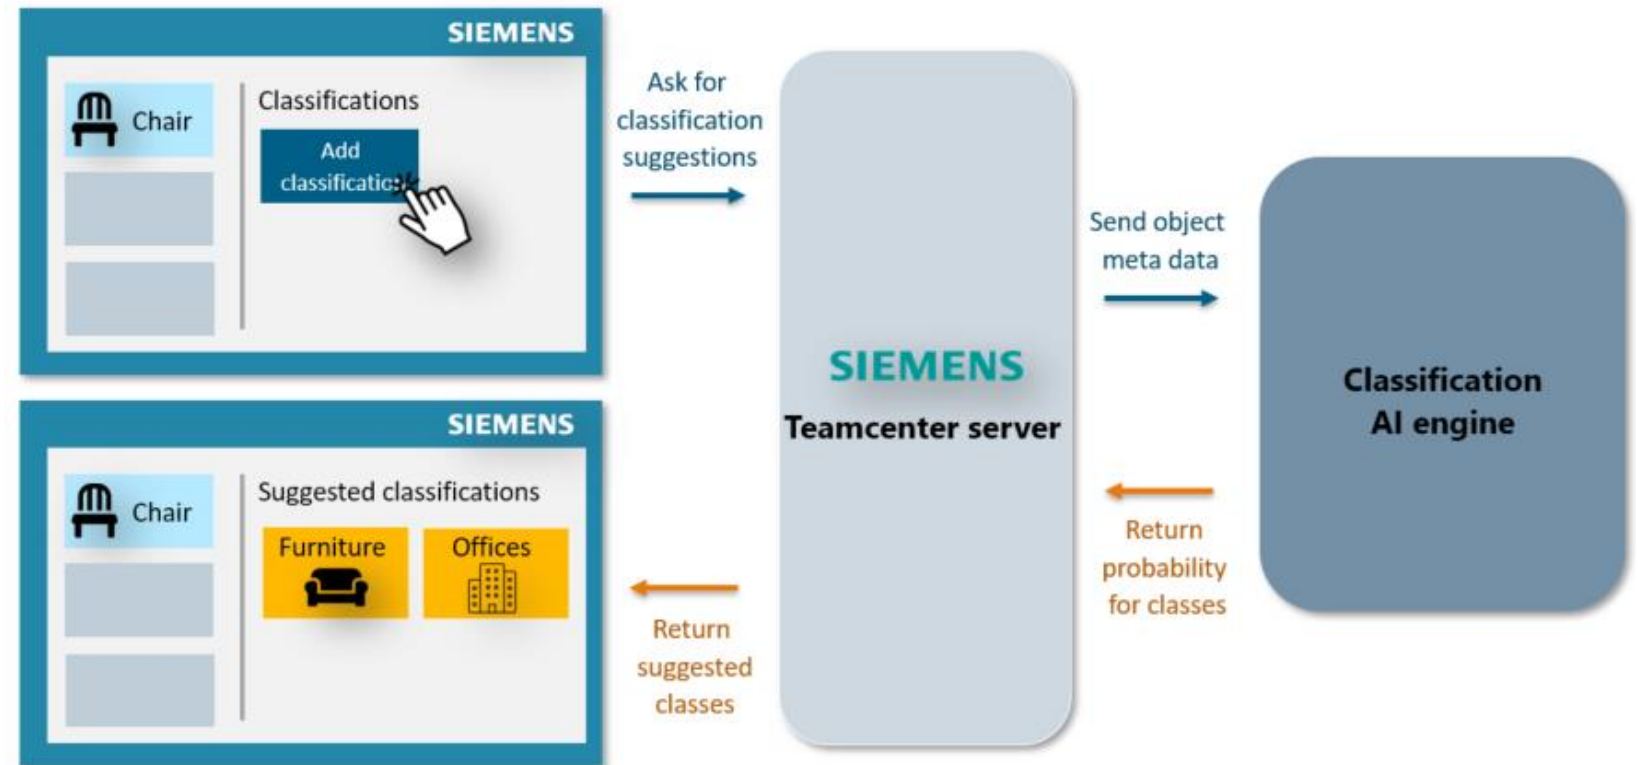 SIEMENS
Chair
Classifications
Add
classification
Ask for
classification
suggestions
SIEMENS
Chair
Suggested classifications
Furniture
Offices
Return
suggested
classes
SIEMENS
Teamcenter server
Send object
meta data
Return
probability
for classes
Classification
AI engine